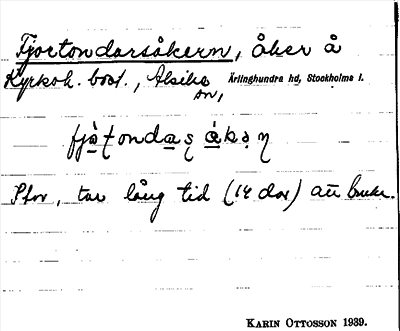 Fjortondarsåkern, åker å
Kyrkoh. bost., Alsike Ärlinghundra hd, Stockholms l.
sn,
Stor, tar lång tid (14 dar) att bruka.
KARIN OTTOSSON 1939.